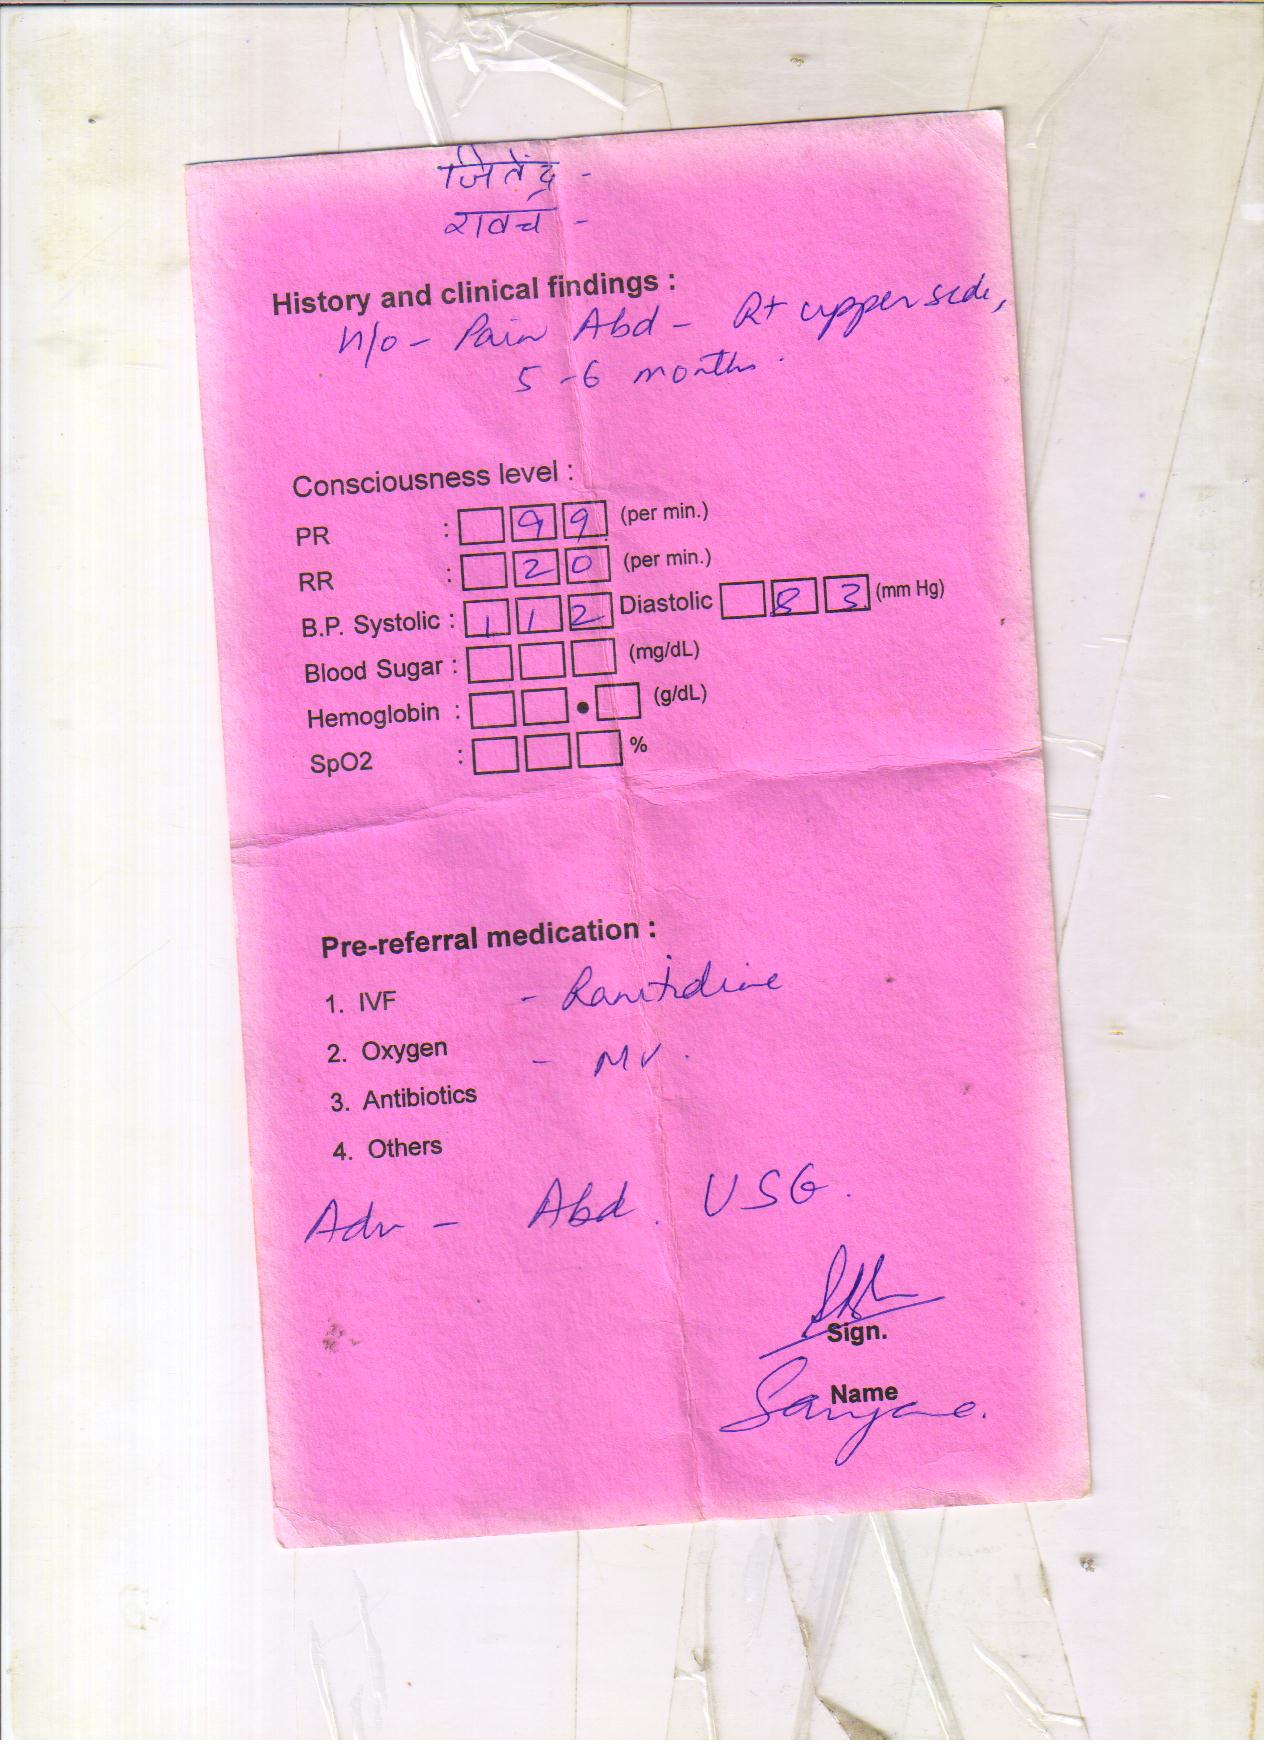 जितेंद्र -
रावच -
History and clinical findings :
H/o - Pain Abd - Rt upper side,
5 - 6 months.
Consciousness level :
PR : 99 (per min.)
RR : 20 (per min.)
B.P. Systolic : 112 Diastolic 83 (mm Hg)
Blood Sugar : (mg/dL)
Hemoglobin : . (g/dL)
SpO2 : %
Pre-referral medication :
1. IVF - Ranitidine
2. Oxygen - MV.
3. Antibiotics
4. Others
Adv - Abd. USG.
Sign.
Name